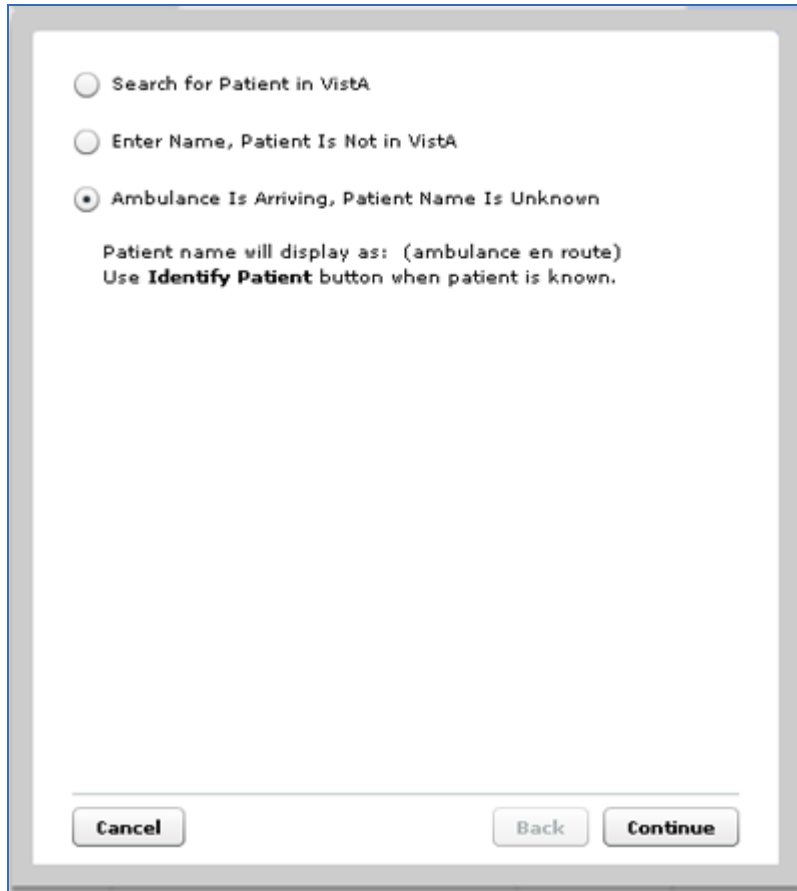 Search for Patient in VistA
Enter Name, Patient Is Not in VistA
Ambulance Is Arriving, Patient Name Is Unknown
Patient name will display as:  (ambulance en route)
Use Identify Patient button when patient is known.
Cancel Back Continue